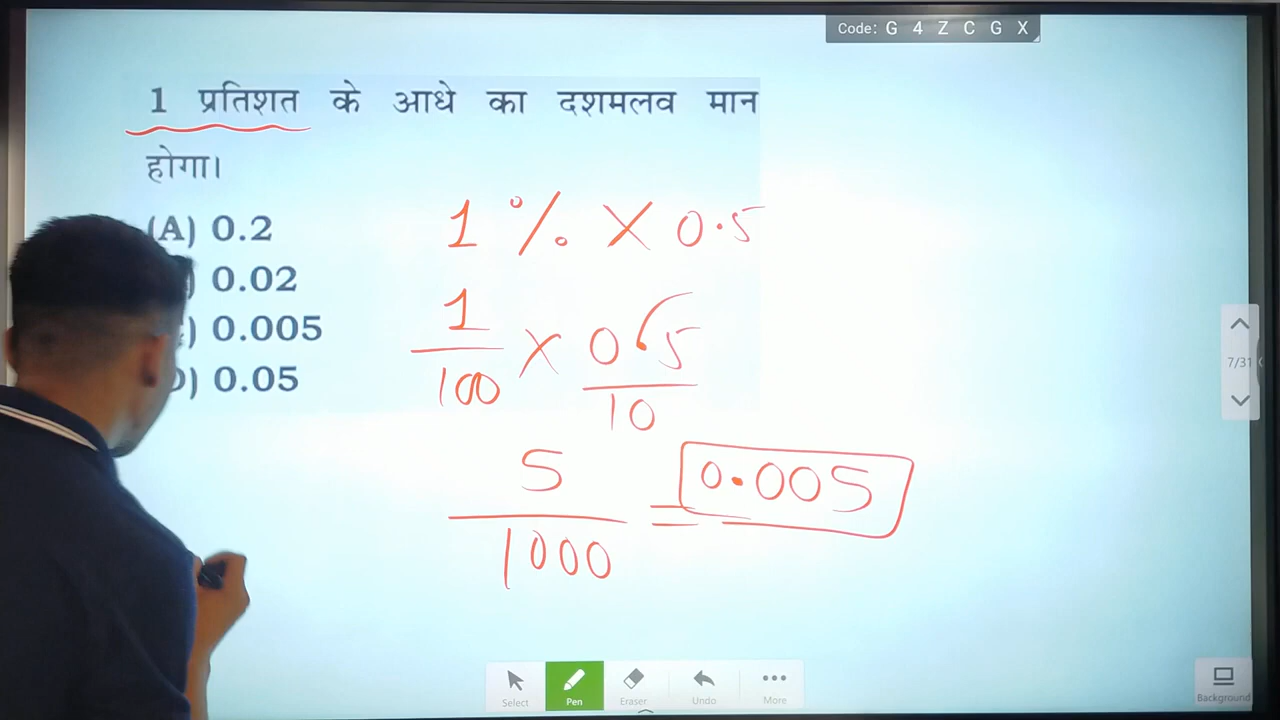 Code: G 4 Z C G X
1 प्रतिशत के आधे का दशमलव मान
होगा।
(A) 0.2
) 0.02
) 0.005
) 0.05
1 % × 0.5
1/100 × 05/10
5/1000 = 0.005
7/31
Select Pen Eraser Undo More
Background